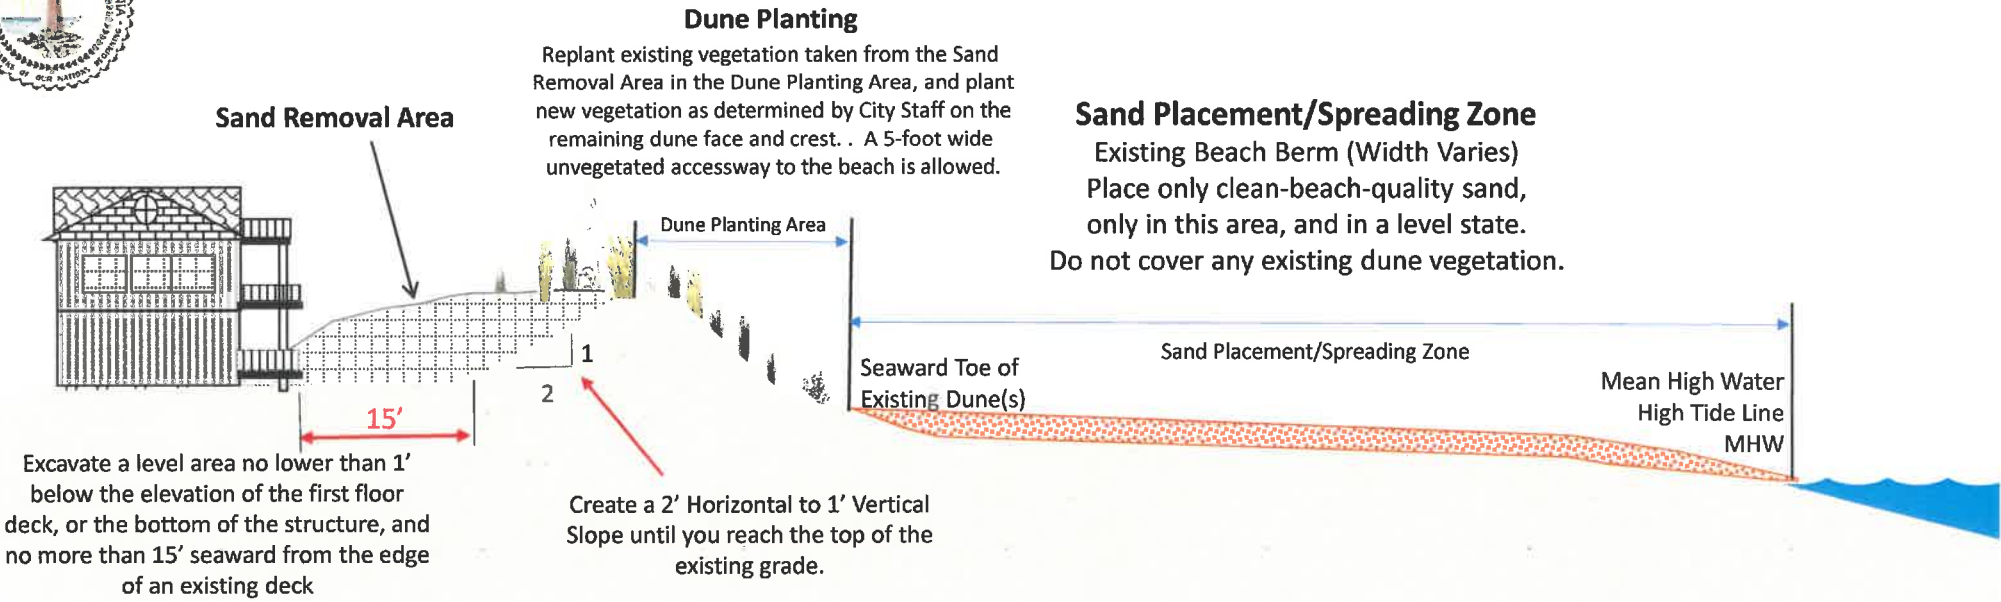 Dune Planting
Replant existing vegetation taken from the Sand
Removal Area in the Dune Planting Area, and plant
new vegetation as determined by City Staff on the
remaining dune face and crest. . A 5-foot wide
unvegetated accessway to the beach is allowed.
Sand Removal Area
Sand Placement/Spreading Zone
Existing Beach Berm (Width Varies)
Place only clean-beach-quality sand,
only in this area, and in a level state.
Do not cover any existing dune vegetation.
Dune Planting Area
Sand Placement/Spreading Zone
Seaward Toe of
Existing Dune(s)
Mean High Water
High Tide Line
MHW
1
2
15′
Excavate a level area no lower than 1′
below the elevation of the first floor
deck, or the bottom of the structure, and
no more than 15′ seaward from the edge
of an existing deck
Create a 2′ Horizontal to 1′ Vertical
Slope until you reach the top of the
existing grade.
OF OUR NATIONS